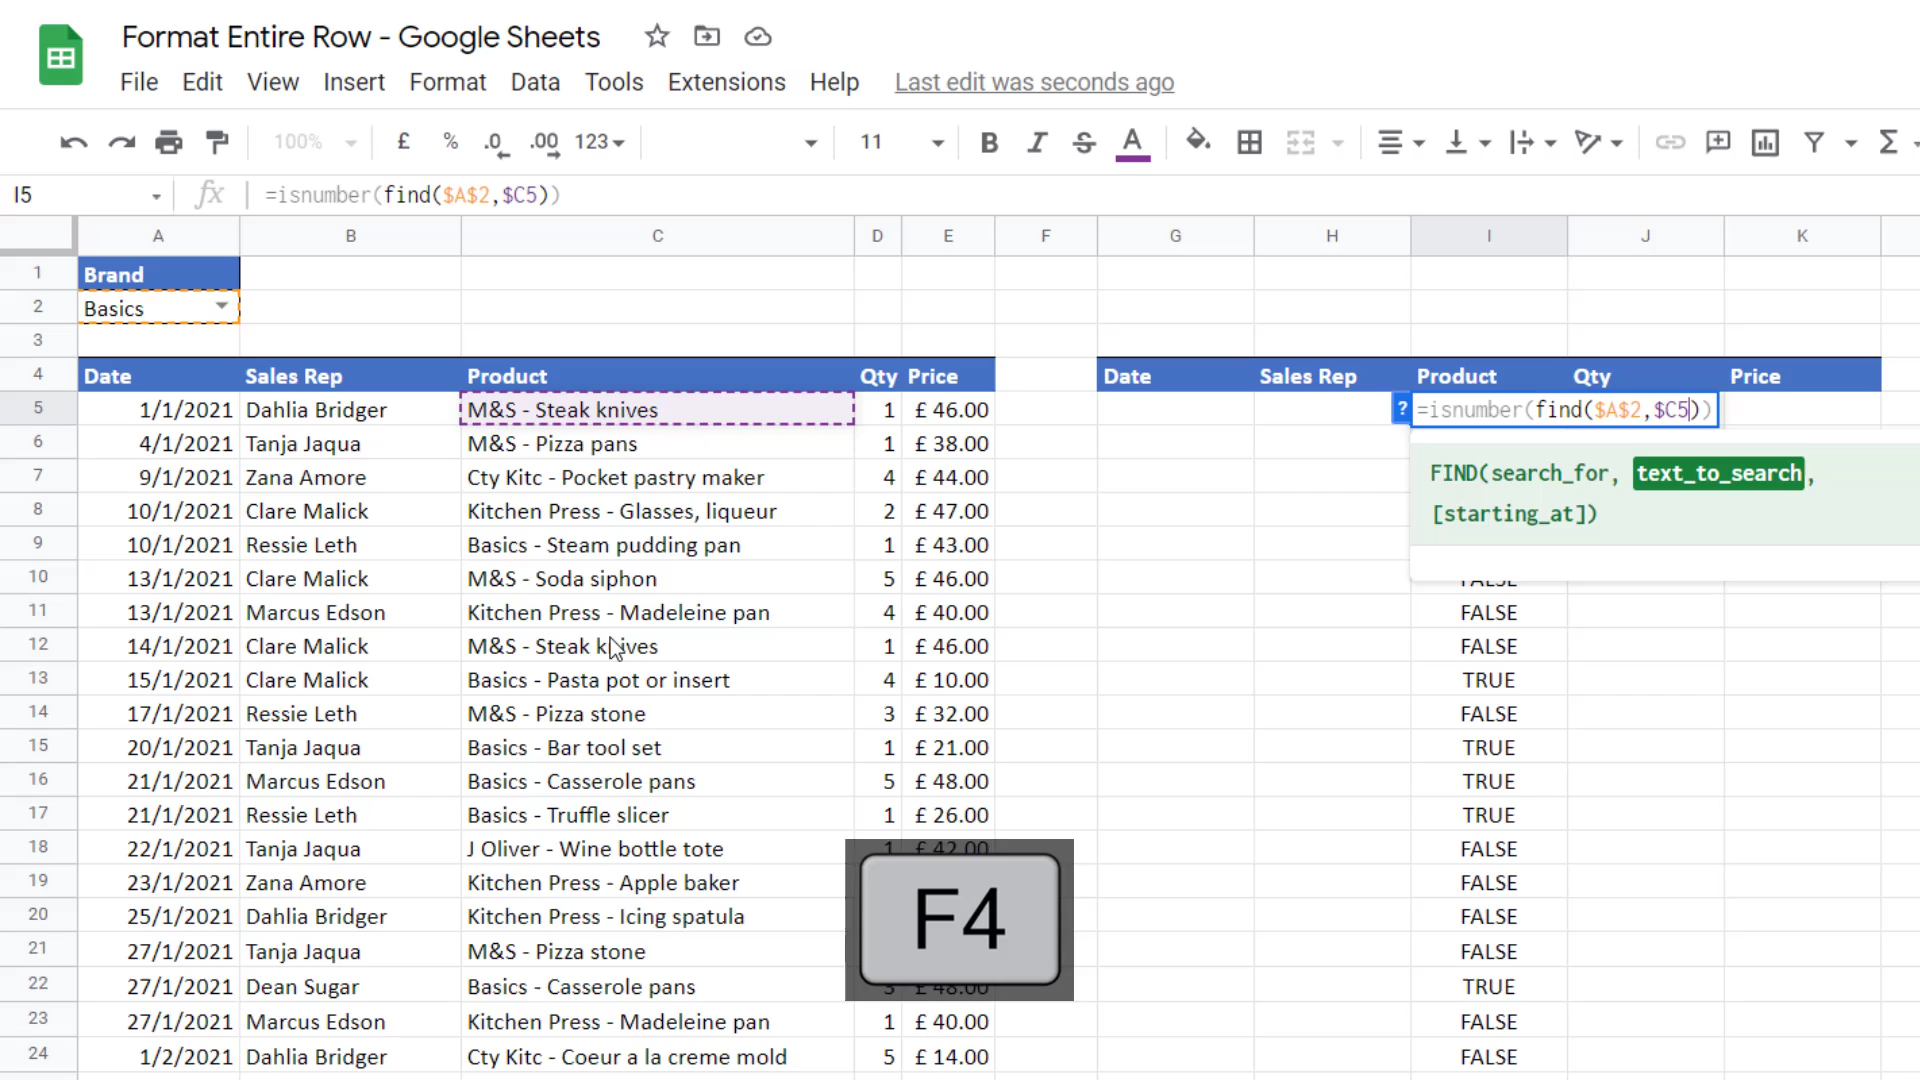 Format Entire Row - Google Sheets
File Edit View Insert Format Data Tools Extensions Help Last edit was seconds ago
100% £ % .0 .00 123 11 B I S A Σ
I5 fx =isnumber(find($A$2,$C5))
A B C D E F G H I J K
1 Brand
2 Basics
3
4 Date Sales Rep Product Qty Price Date Sales Rep Product Qty Price
5 1/1/2021 Dahlia Bridger M&S - Steak knives 1 £ 46.00 ? =isnumber(find($A$2,$C5))
6 4/1/2021 Tanja Jaqua M&S - Pizza pans 1 £ 38.00
FIND(search_for, text_to_search,
7 9/1/2021 Zana Amore Cty Kitc - Pocket pastry maker 4 £ 44.00
[starting_at])
8 10/1/2021 Clare Malick Kitchen Press - Glasses, liqueur 2 £ 47.00
9 10/1/2021 Ressie Leth Basics - Steam pudding pan 1 £ 43.00
10 13/1/2021 Clare Malick M&S - Soda siphon 5 £ 46.00 FALSE
11 13/1/2021 Marcus Edson Kitchen Press - Madeleine pan 4 £ 40.00 FALSE
12 14/1/2021 Clare Malick M&S - Steak knives 1 £ 46.00 FALSE
13 15/1/2021 Clare Malick Basics - Pasta pot or insert 4 £ 10.00 TRUE
14 17/1/2021 Ressie Leth M&S - Pizza stone 3 £ 32.00 FALSE
15 20/1/2021 Tanja Jaqua Basics - Bar tool set 1 £ 21.00 TRUE
16 21/1/2021 Marcus Edson Basics - Casserole pans 5 £ 48.00 TRUE
17 21/1/2021 Ressie Leth Basics - Truffle slicer 1 £ 26.00 TRUE
18 22/1/2021 Tanja Jaqua J Oliver - Wine bottle tote 1 £ 42.00 FALSE
19 23/1/2021 Zana Amore Kitchen Press - Apple baker FALSE
20 25/1/2021 Dahlia Bridger Kitchen Press - Icing spatula FALSE
F4
21 27/1/2021 Tanja Jaqua M&S - Pizza stone FALSE
22 27/1/2021 Dean Sugar Basics - Casserole pans 3 £ 48.00 TRUE
23 27/1/2021 Marcus Edson Kitchen Press - Madeleine pan 1 £ 40.00 FALSE
24 1/2/2021 Dahlia Bridger Cty Kitc - Coeur a la creme mold 5 £ 14.00 FALSE